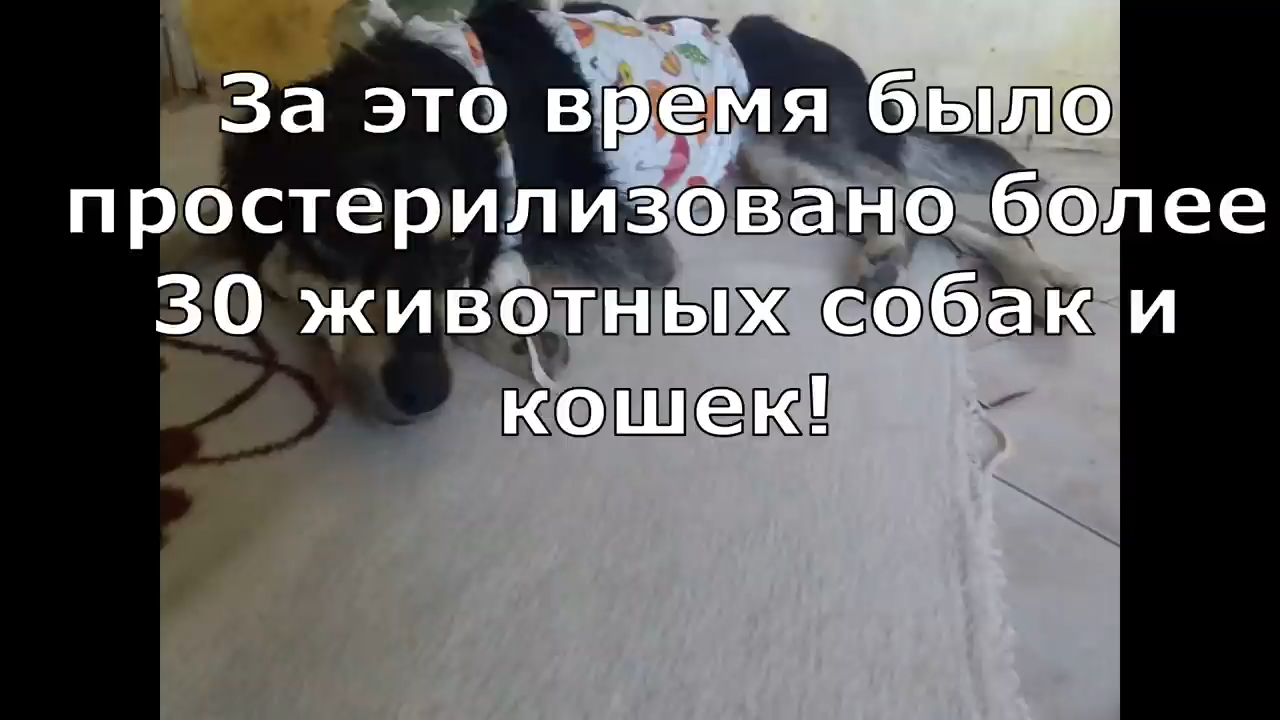 За это время было
простерилизовано более
30 животных собак и
кошек!